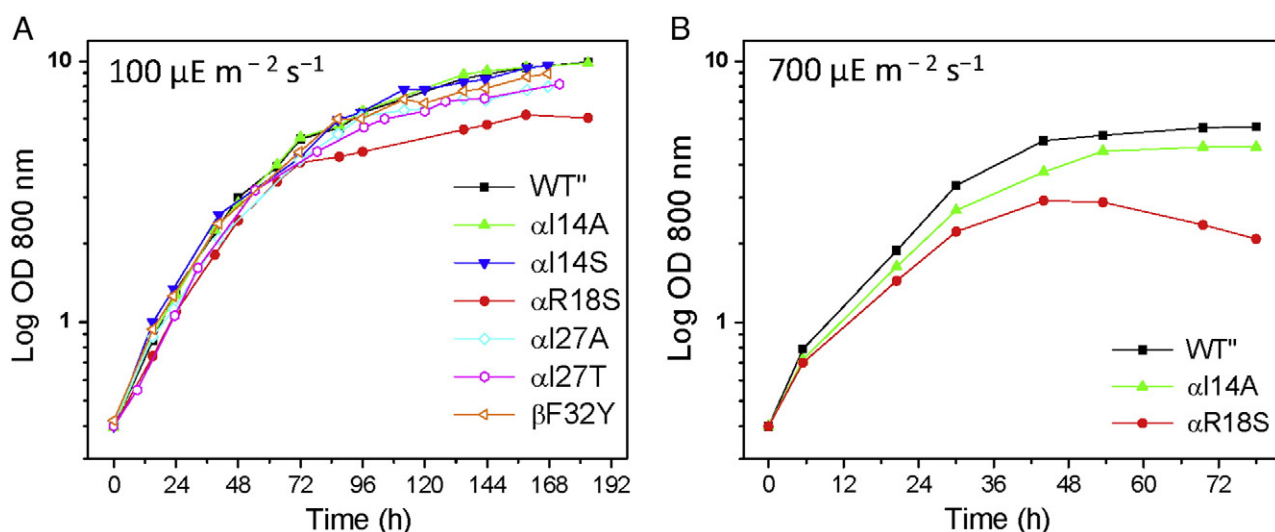 A
100 μE m⁻² s⁻¹
10
1
Log OD 800 nm
WT"
αI14A
αI14S
αR18S
αI27A
αI27T
βF32Y
0 24 48 72 96 120 144 168 192
Time (h)
B
700 μE m⁻² s⁻¹
10
1
Log OD 800 nm
WT"
αI14A
αR18S
0 12 24 36 48 60 72
Time (h)